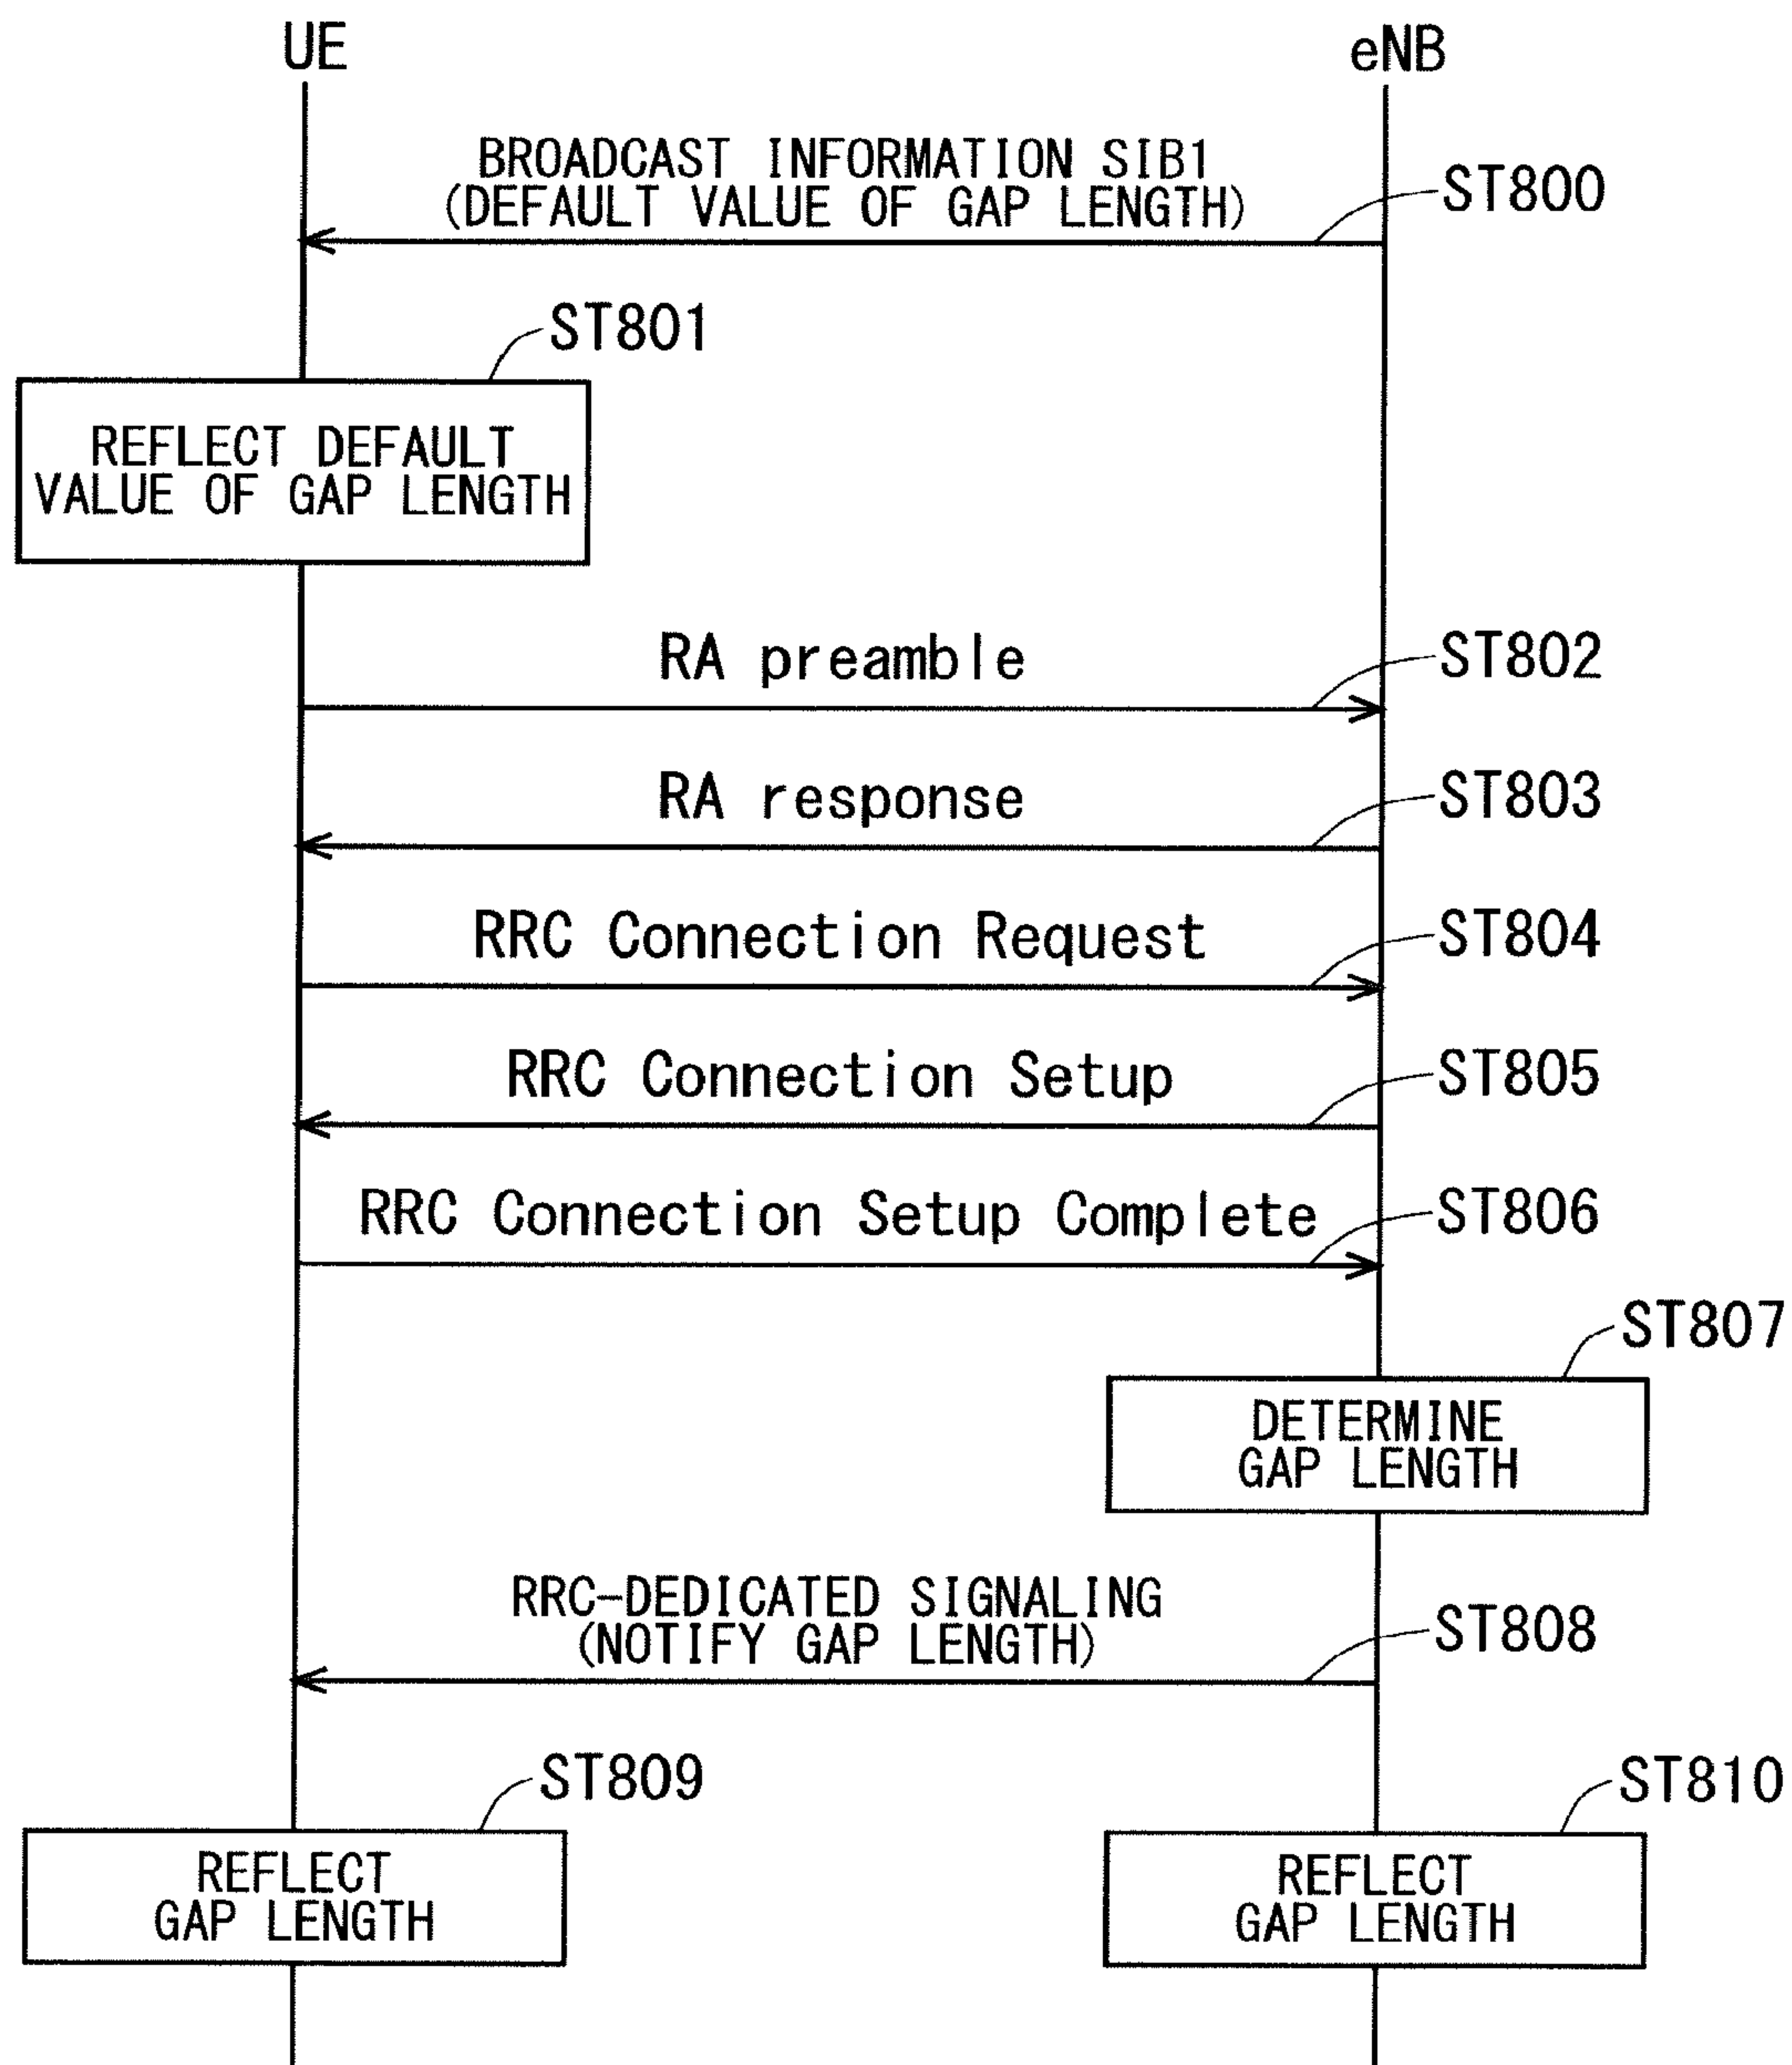 UE
eNB
BROADCAST INFORMATION SIB1
(DEFAULT VALUE OF GAP LENGTH)
ST800
ST801
REFLECT DEFAULT
VALUE OF GAP LENGTH
RA preamble
ST802
RA response
ST803
RRC Connection Request
ST804
RRC Connection Setup
ST805
RRC Connection Setup Complete
ST806
ST807
DETERMINE
GAP LENGTH
RRC-DEDICATED SIGNALING
(NOTIFY GAP LENGTH)
ST808
ST809
REFLECT
GAP LENGTH
ST810
REFLECT
GAP LENGTH